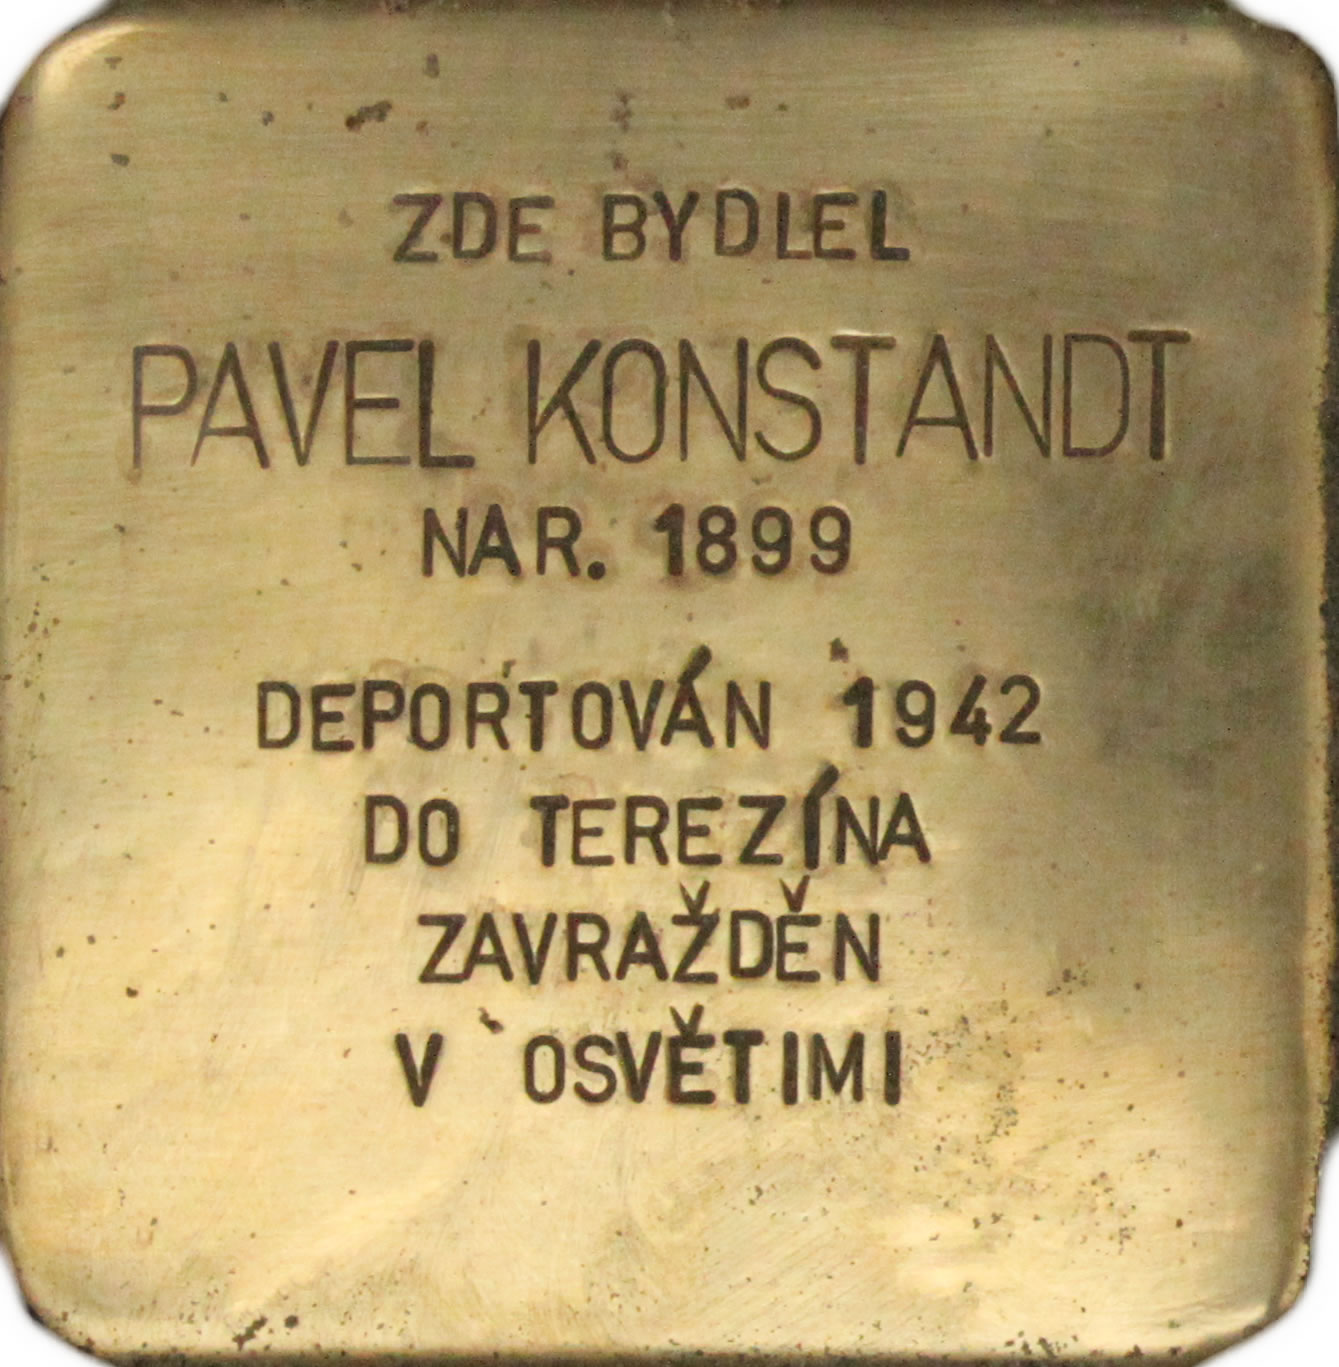 ZDE BYDLEL
PAVEL KONSTANDT
NAR. 1899
DEPORTOVÁN 1942
DO TEREZÍNA
ZAVRAŽDĚN
V OSVĚTIMI